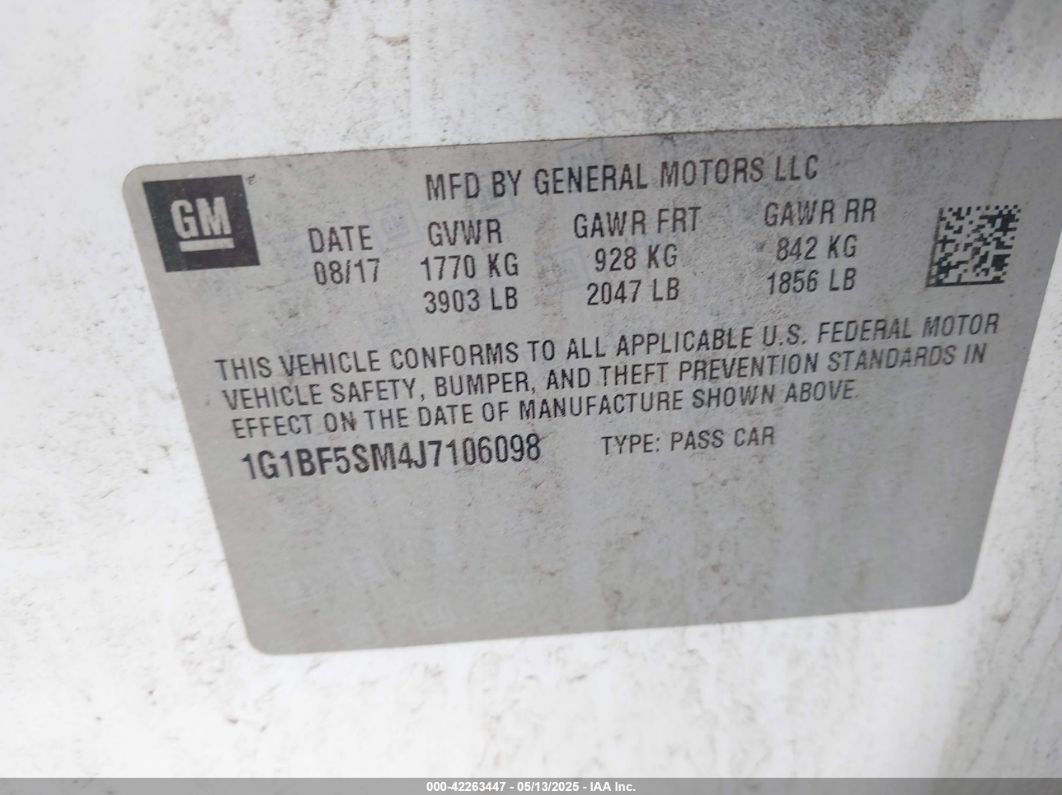 GM
MFD BY GENERAL MOTORS LLC
DATE GVWR GAWR FRT GAWR RR
08/17 1770 KG 928 KG 842 KG
3903 LB 2047 LB 1856 LB
THIS VEHICLE CONFORMS TO ALL APPLICABLE U.S. FEDERAL MOTOR
VEHICLE SAFETY, BUMPER, AND THEFT PREVENTION STANDARDS IN
EFFECT ON THE DATE OF MANUFACTURE SHOWN ABOVE.
1G1BF5SM4J7106098 TYPE: PASS CAR
000-42263447 - 05/13/2025 - IAA Inc.